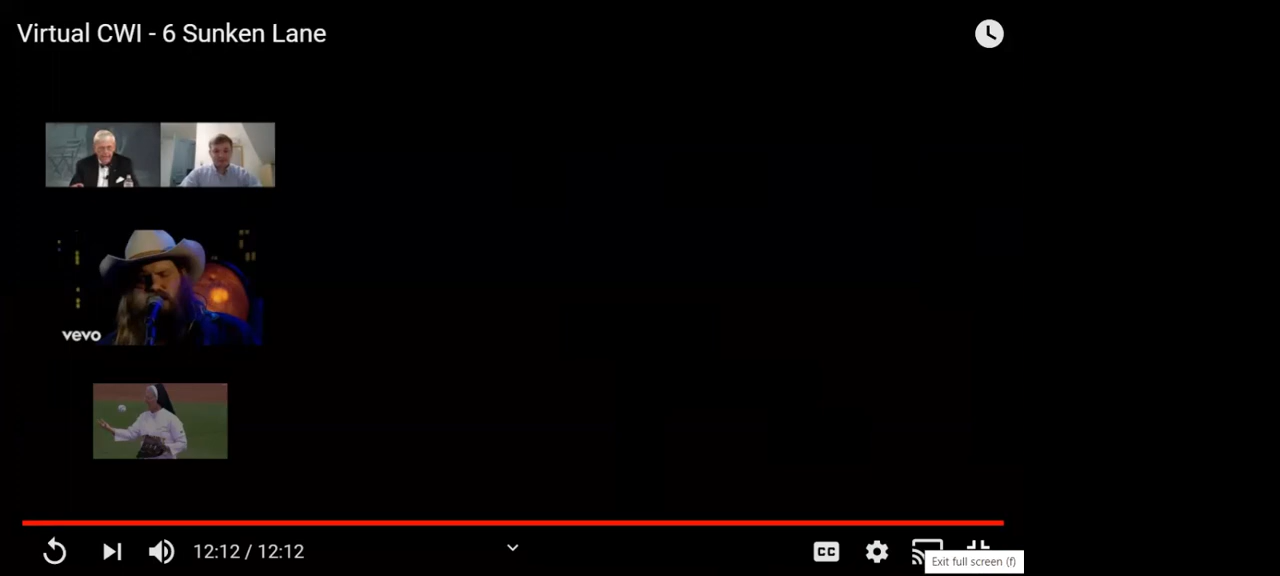 Virtual CWI - 6 Sunken Lane
vevo
12:12 / 12:12
CC
Exit full screen (f)